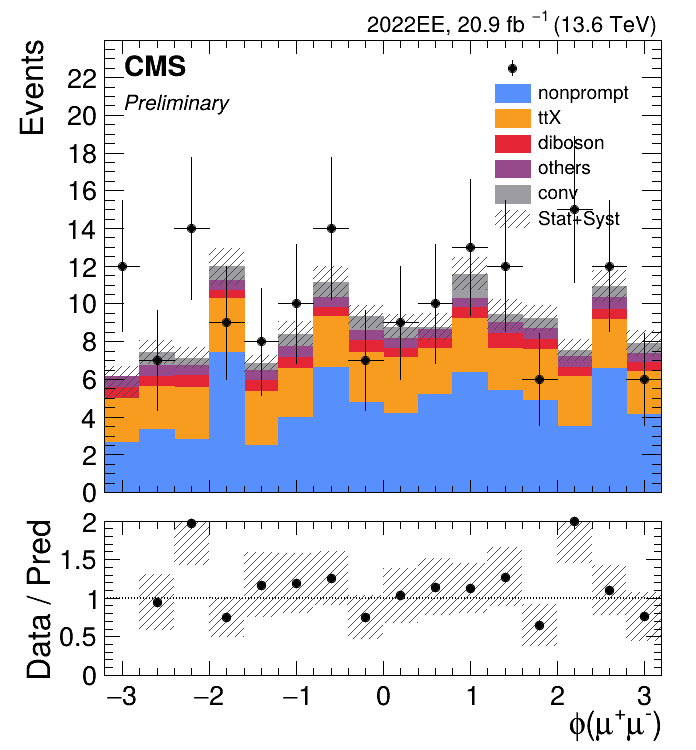 2022EE, 20.9 fb ⁻¹ (13.6 TeV)
Events
CMS
Preliminary
nonprompt
ttX
diboson
others
conv
Stat+Syst
22
20
18
16
14
12
10
8
6
4
2
0
Data / Pred
2
1.5
1
0.5
0
−3 −2 −1 0 1 2 3
ϕ(μ⁺μ⁻)